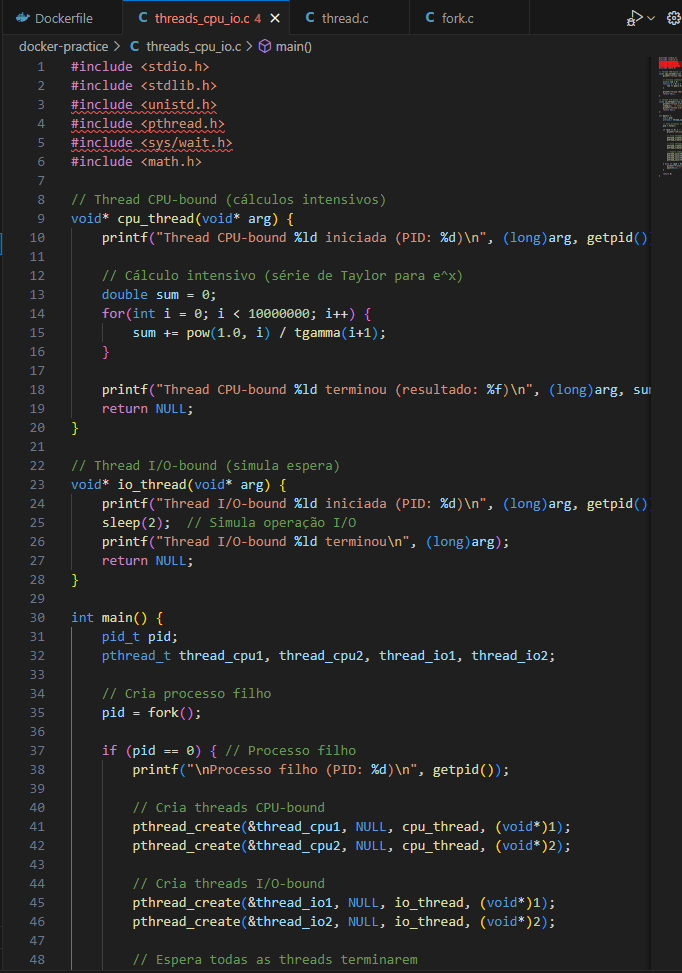 Dockerfile threads_cpu_io.c 4 thread.c fork.c
docker-practice > C threads_cpu_io.c > main()
1 #include <stdio.h>
2 #include <stdlib.h>
3 #include <unistd.h>
4 #include <pthread.h>
5 #include <sys/wait.h>
6 #include <math.h>
7
8 // Thread CPU-bound (cálculos intensivos)
9 void* cpu_thread(void* arg) {
10     printf("Thread CPU-bound %ld iniciada (PID: %d)\n", (long)arg, getpid()
11
12     // Cálculo intensivo (série de Taylor para e^x)
13     double sum = 0;
14     for(int i = 0; i < 10000000; i++) {
15         sum += pow(1.0, i) / tgamma(i+1);
16     }
17
18     printf("Thread CPU-bound %ld terminou (resultado: %f)\n", (long)arg, sum
19     return NULL;
20 }
21
22 // Thread I/O-bound (simula espera)
23 void* io_thread(void* arg) {
24     printf("Thread I/O-bound %ld iniciada (PID: %d)\n", (long)arg, getpid()
25     sleep(2);  // Simula operação I/O
26     printf("Thread I/O-bound %ld terminou\n", (long)arg);
27     return NULL;
28 }
29
30 int main() {
31     pid_t pid;
32     pthread_t thread_cpu1, thread_cpu2, thread_io1, thread_io2;
33
34     // Cria processo filho
35     pid = fork();
36
37     if (pid == 0) { // Processo filho
38         printf("\nProcesso filho (PID: %d)\n", getpid());
39
40         // Cria threads CPU-bound
41         pthread_create(&thread_cpu1, NULL, cpu_thread, (void*)1);
42         pthread_create(&thread_cpu2, NULL, cpu_thread, (void*)2);
43
44         // Cria threads I/O-bound
45         pthread_create(&thread_io1, NULL, io_thread, (void*)1);
46         pthread_create(&thread_io2, NULL, io_thread, (void*)2);
47
48         // Espera todas as threads terminarem